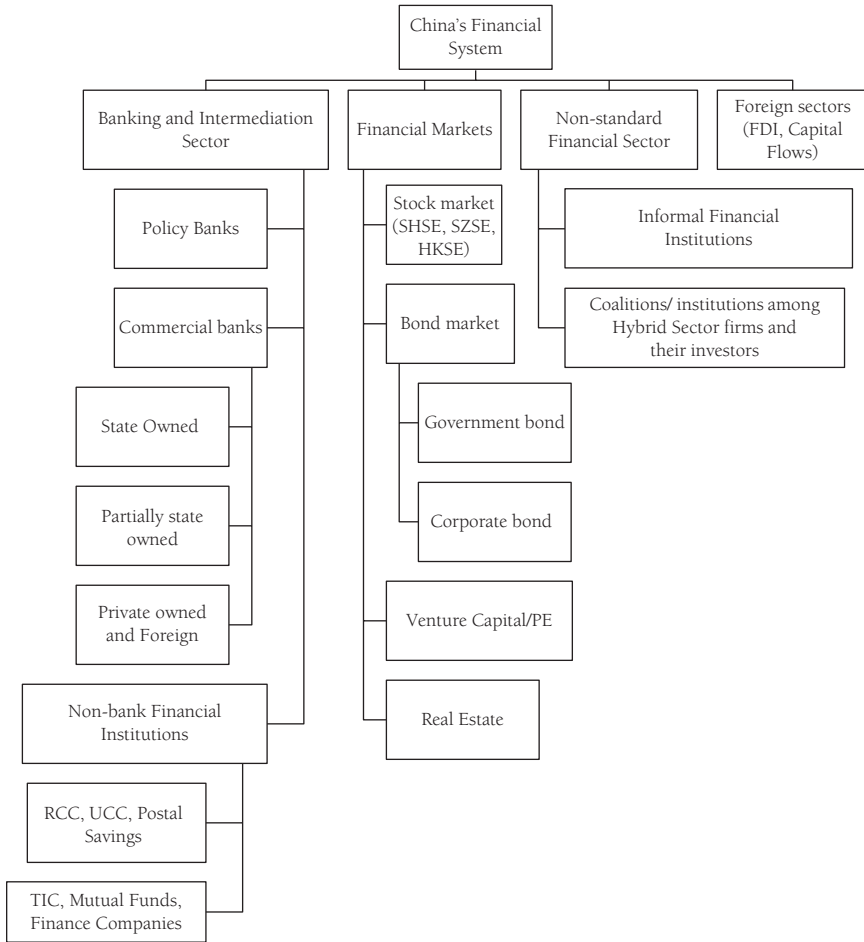 China's Financial
System
Banking and Intermediation
Sector
Financial Markets
Non-standard
Financial Sector
Foreign sectors
(FDI, Capital
Flows)
Policy Banks
Commercial banks
State Owned
Partially state
owned
Private owned
and Foreign
Non-bank Financial
Institutions
RCC, UCC, Postal
Savings
TIC, Mutual Funds,
Finance Companies
Stock market
(SHSE, SZSE,
HKSE)
Bond market
Government bond
Corporate bond
Venture Capital/PE
Real Estate
Informal Financial
Institutions
Coalitions/ institutions among
Hybrid Sector firms and
their investors